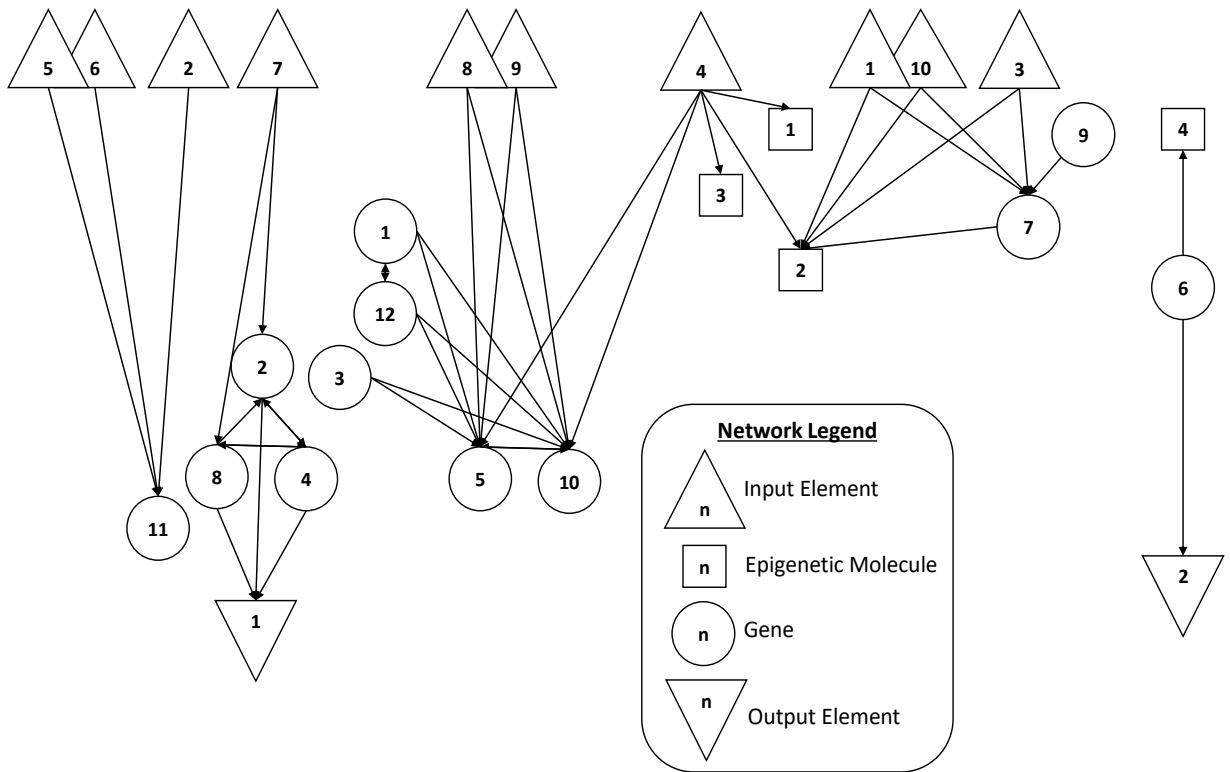 5 6 2 7 8 9 4 1 10 3
9
4
1
3
1
7
2
6
12
2
3
8 4
5 10
11
1
2
Network Legend
n Input Element
n Epigenetic Molecule
n Gene
n Output Element